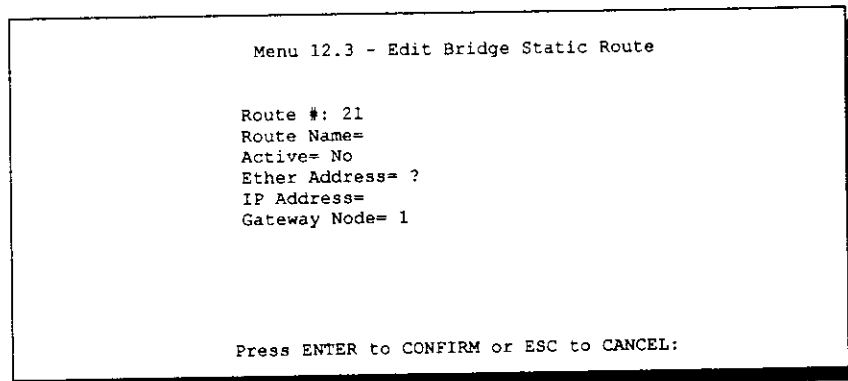 Menu 12.3 - Edit Bridge Static Route
Route #: 21
Route Name=
Active= No
Ether Address= ?
IP Address=
Gateway Node= 1
Press ENTER to CONFIRM or ESC to CANCEL: